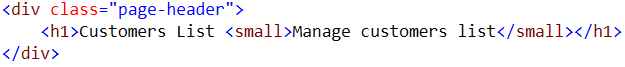 <div class="page-header">
    <h1>Customers List <small>Manage customers list</small></h1>
</div>